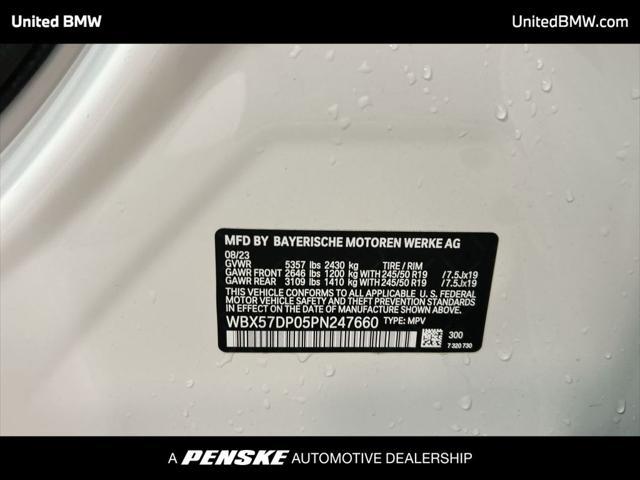 United BMW
UnitedBMW.com
MFD BY BAYERISCHE MOTOREN WERKE AG
08/23
GVWR 5357 lbs 2430 kg TIRE / RIM
GAWR FRONT 2646 lbs 1200 kg WITH 245/50 R19 /7.5Jx19
GAWR REAR 3109 lbs 1410 kg WITH 245/50 R19 /7.5Jx19
THIS VEHICLE CONFORMS TO ALL APPLICABLE U.S. FEDERAL
MOTOR VEHICLE SAFETY AND THEFT PREVENTION STANDARDS
IN EFFECT ON THE DATE OF MANUFACTURE SHOWN ABOVE.
WBX57DP05PN247660 TYPE: MPV
300
7 320 730
A PENSKE AUTOMOTIVE DEALERSHIP